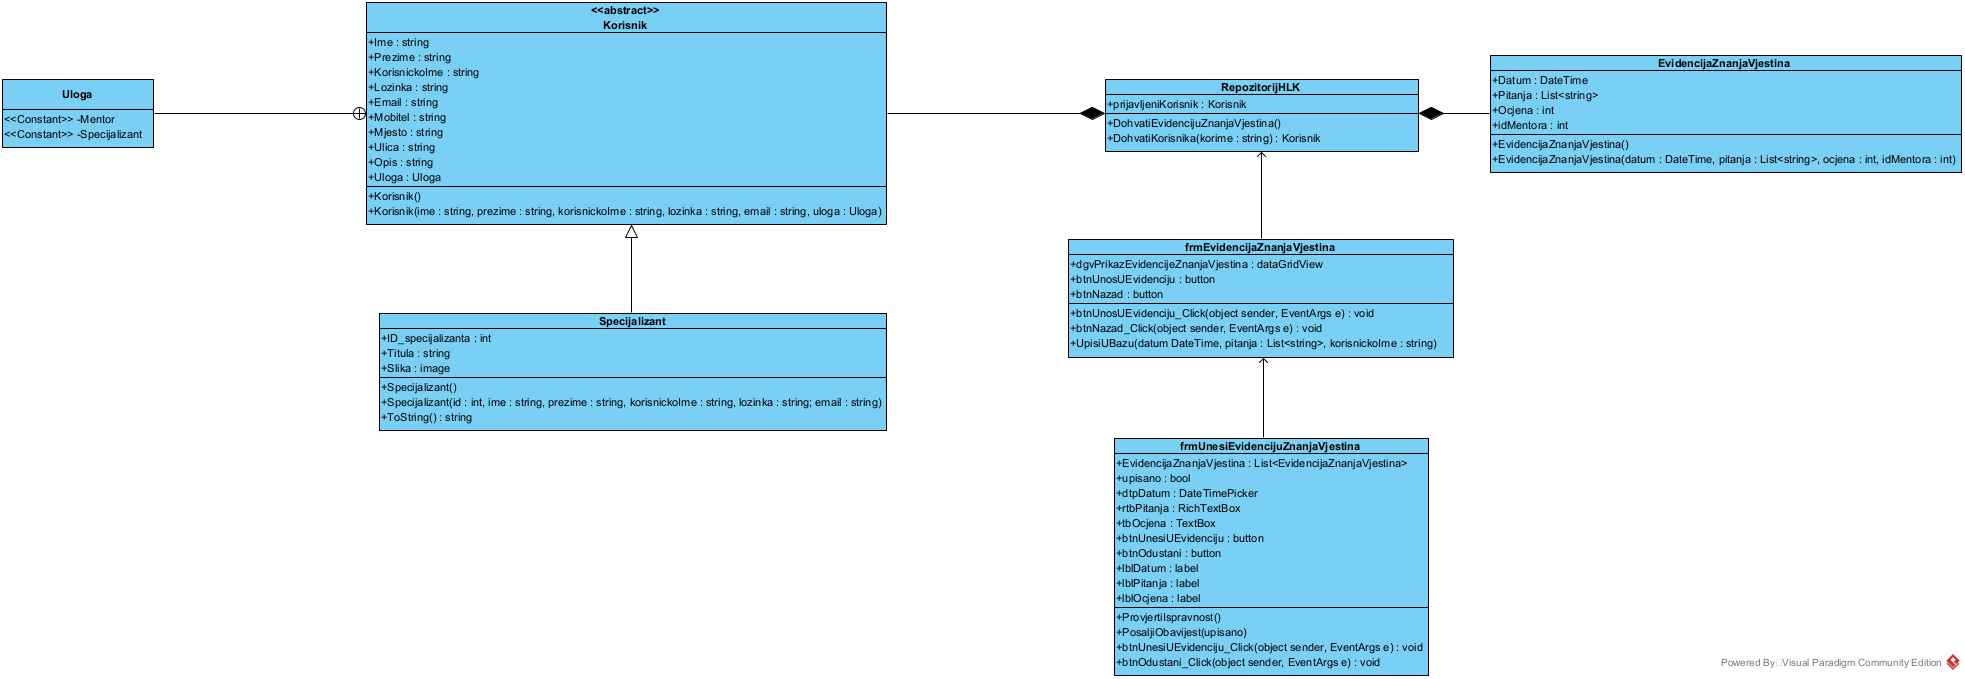 Uloga
<<Constant>> -Mentor
<<Constant>> -Specijalizant
<<abstract>>
Korisnik
+Ime : string
+Prezime : string
+KorisnickoIme : string
+Lozinka : string
+Email : string
+Mobitel : string
+Mjesto : string
+Ulica : string
+Opis : string
+Uloga : Uloga
+Korisnik()
+Korisnik(ime : string, prezime : string, korisnickoIme : string, lozinka : string, email : string, uloga : Uloga)
Specijalizant
+ID_specijalizanta : int
+Titula : string
+Slika : image
+Specijalizant()
+Specijalizant(id : int, ime : string, prezime : string, korisnickoIme : string, lozinka : string; email : string)
+ToString() : string
RepozitorijHLK
+prijavljeniKorisnik : Korisnik
+DohvatiEvidencijuZnanjaVjestina()
+DohvatiKorisnika(korime : string) : Korisnik
EvidencijaZnanjaVjestina
+Datum : DateTime
+Pitanja : List<string>
+Ocjena : int
+idMentora : int
+EvidencijaZnanjaVjestina()
+EvidencijaZnanjaVjestina(datum : DateTime, pitanja : List<string>, ocjena : int, idMentora : int)
frmEvidencijaZnanjaVjestina
+dgvPrikazEvidencijeZnanjaVjestina : dataGridView
+btnUnosUEvidenciju : button
+btnNazad : button
+btnUnosUEvidenciju_Click(object sender, EventArgs e) : void
+btnNazad_Click(object sender, EventArgs e) : void
+UpisiUBazu(datum DateTime, pitanja : List<string>, korisnickoIme : string)
frmUnesiEvidencijuZnanjaVjestina
+EvidencijaZnanjaVjestina : List<EvidencijaZnanjaVjestina>
+upisano : bool
+dtpDatum : DateTimePicker
+rtbPitanja : RichTextBox
+tbOcjena : TextBox
+btnUnesiUEvidenciju : button
+btnOdustani : button
+lblDatum : label
+lblPitanja : label
+lblOcjena : label
+ProvjertiIspravnost()
+PosaljiObavijest(upisano)
+btnUnesiUEvidenciju_Click(object sender, EventArgs e) : void
+btnOdustani_Click(object sender, EventArgs e) : void
Powered By Visual Paradigm Community Edition